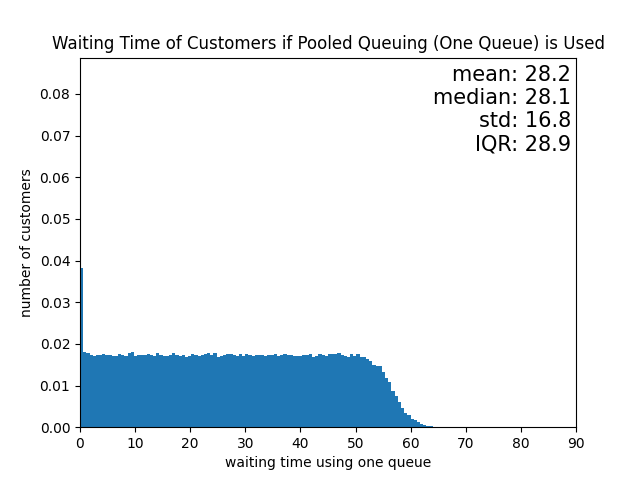 Waiting Time of Customers if Pooled Queuing (One Queue) is Used
mean: 28.2
median: 28.1
std: 16.8
IQR: 28.9
number of customers
0.08
0.07
0.06
0.05
0.04
0.03
0.02
0.01
0.00
0 10 20 30 40 50 60 70 80 90
waiting time using one queue